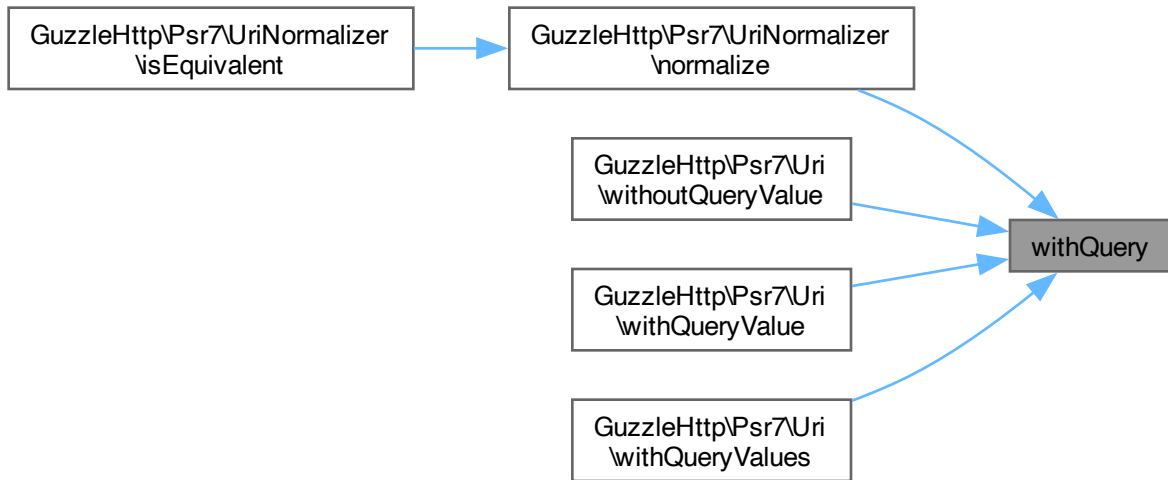 GuzzleHttp\Psr7\UriNormalizer
\isEquivalent
GuzzleHttp\Psr7\UriNormalizer
\normalize
GuzzleHttp\Psr7\Uri
\withoutQueryValue
withQuery
GuzzleHttp\Psr7\Uri
\withQueryValue
GuzzleHttp\Psr7\Uri
\withQueryValues